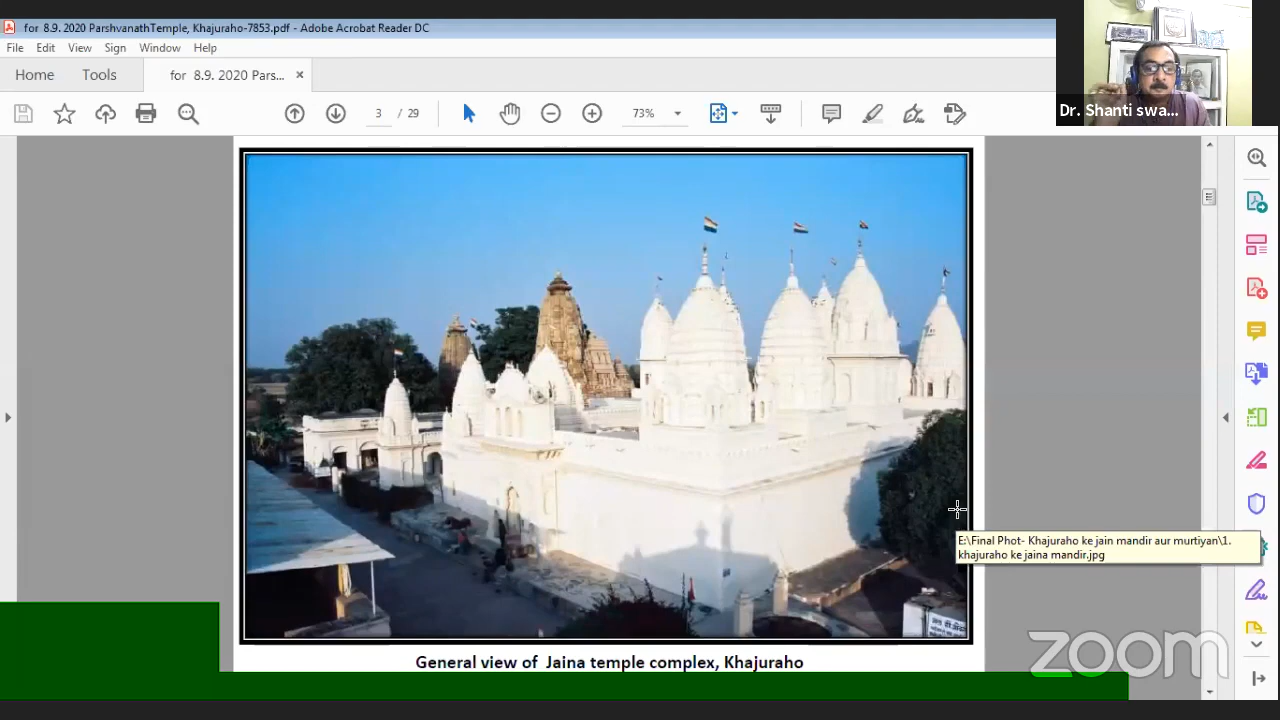 for 8.9. 2020 ParshvanathTemple, Khajuraho-7853.pdf - Adobe Acrobat Reader DC
File Edit View Sign Window Help
Home Tools for 8.9. 2020 Pars... ×
3 / 29 73%
Dr. Shanti swa...
E:\Final Phot- Khajuraho ke jain mandir aur murtiyan\1.
khajuraho ke jaina mandir.jpg
General view of Jaina temple complex, Khajuraho
zoom